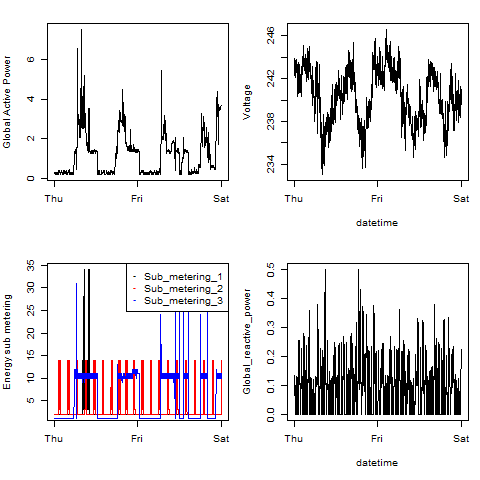 Global Active Power
0 2 4 6
Thu Fri Sat
Voltage
234 238 242 246
Thu Fri Sat
datetime
Energy sub metering
5 10 15 20 25 30 35
Sub_metering_1
Sub_metering_2
Sub_metering_3
Thu Fri Sat
Global_reactive_power
0.0 0.1 0.2 0.3 0.4 0.5
Thu Fri Sat
datetime